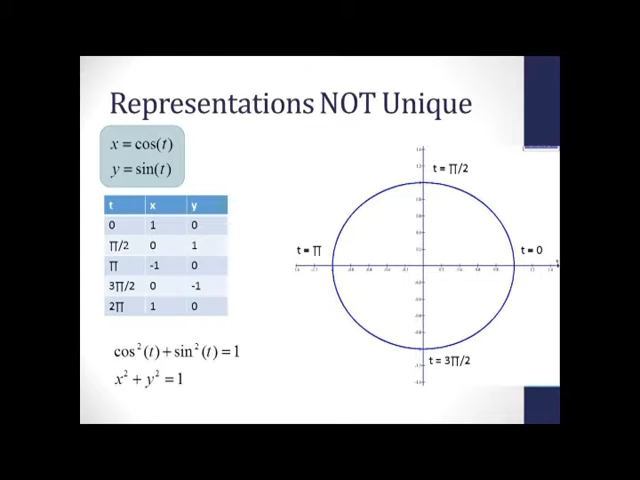 Representations NOT Unique
x = cos(t)
y = sin(t)
t x y
0 1 0
∏/2 0 1
∏ -1 0
3∏/2 0 -1
2∏ 1 0
cos²(t) + sin²(t) = 1
x² + y² = 1
t = ∏/2
t = ∏
t = 0
t = 3∏/2